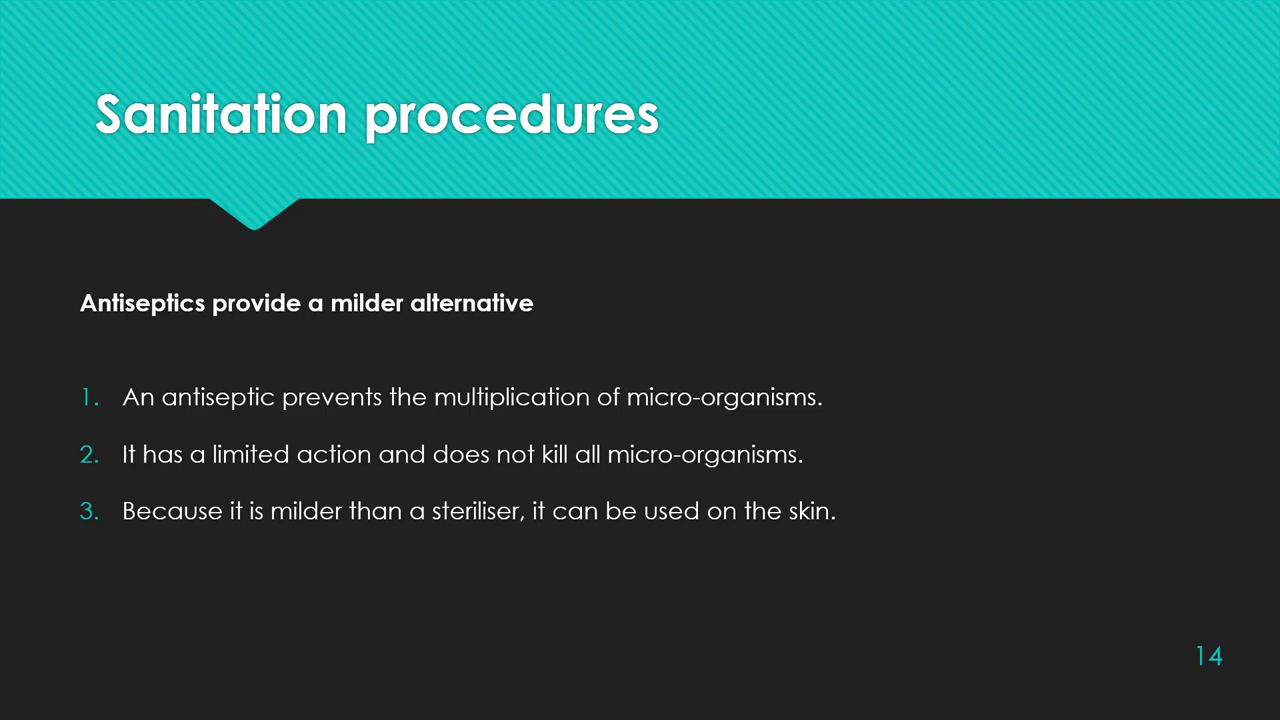 Sanitation procedures
Antiseptics provide a milder alternative
1. An antiseptic prevents the multiplication of micro-organisms.
2. It has a limited action and does not kill all micro-organisms.
3. Because it is milder than a steriliser, it can be used on the skin.
14